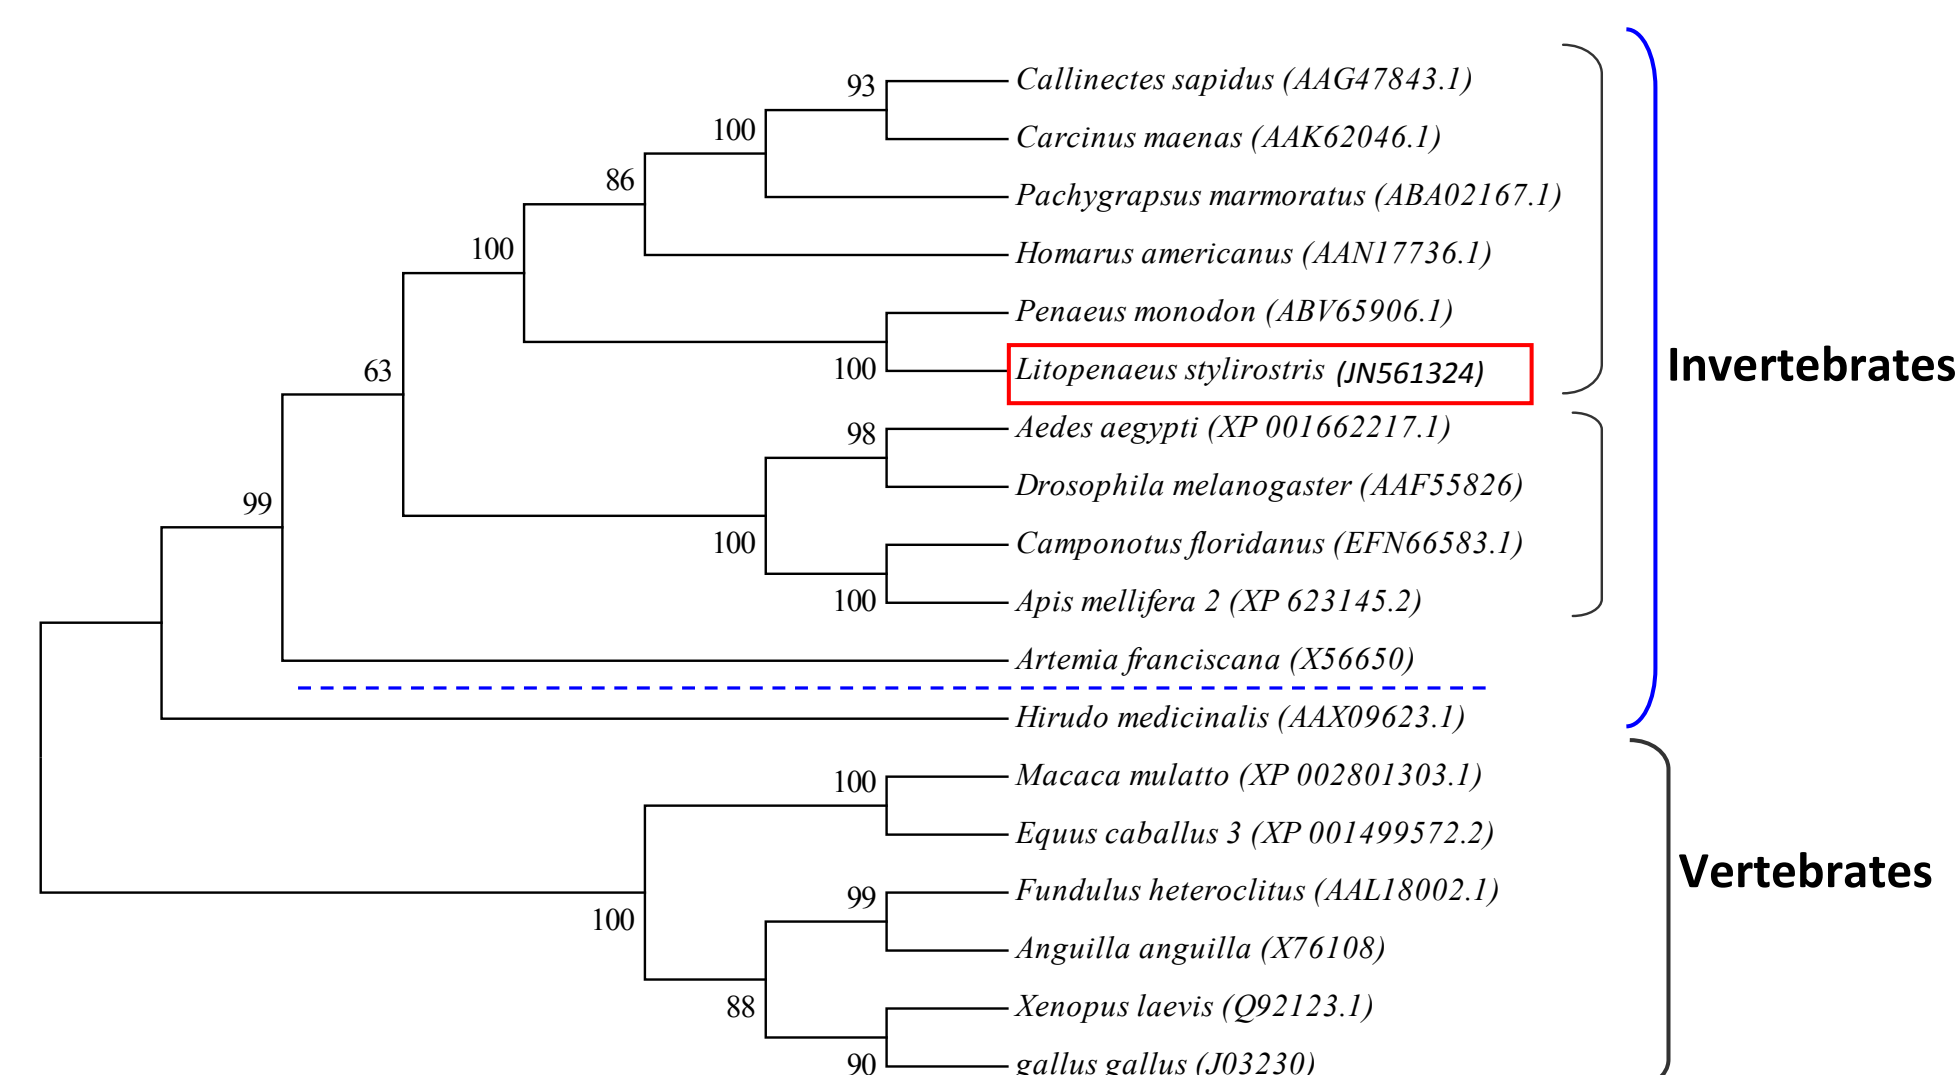 93
Callinectes sapidus (AAG47843.1)
100
Carcinus maenas (AAK62046.1)
86
Pachygrapsus marmoratus (ABA02167.1)
100
Homarus americanus (AAN17736.1)
Penaeus monodon (ABV65906.1)
63
100
Litopenaeus stylirostris (JN561324)
Invertebrates
98
Aedes aegypti (XP 001662217.1)
Drosophila melanogaster (AAF55826)
99
100
Camponotus floridanus (EFN66583.1)
100
Apis mellifera 2 (XP 623145.2)
Artemia franciscana (X56650)
Hirudo medicinalis (AAX09623.1)
100
Macaca mulatto (XP 002801303.1)
Equus caballus 3 (XP 001499572.2)
Vertebrates
99
Fundulus heteroclitus (AAL18002.1)
100
Anguilla anguilla (X76108)
88
Xenopus laevis (Q92123.1)
90
gallus gallus (J03230)